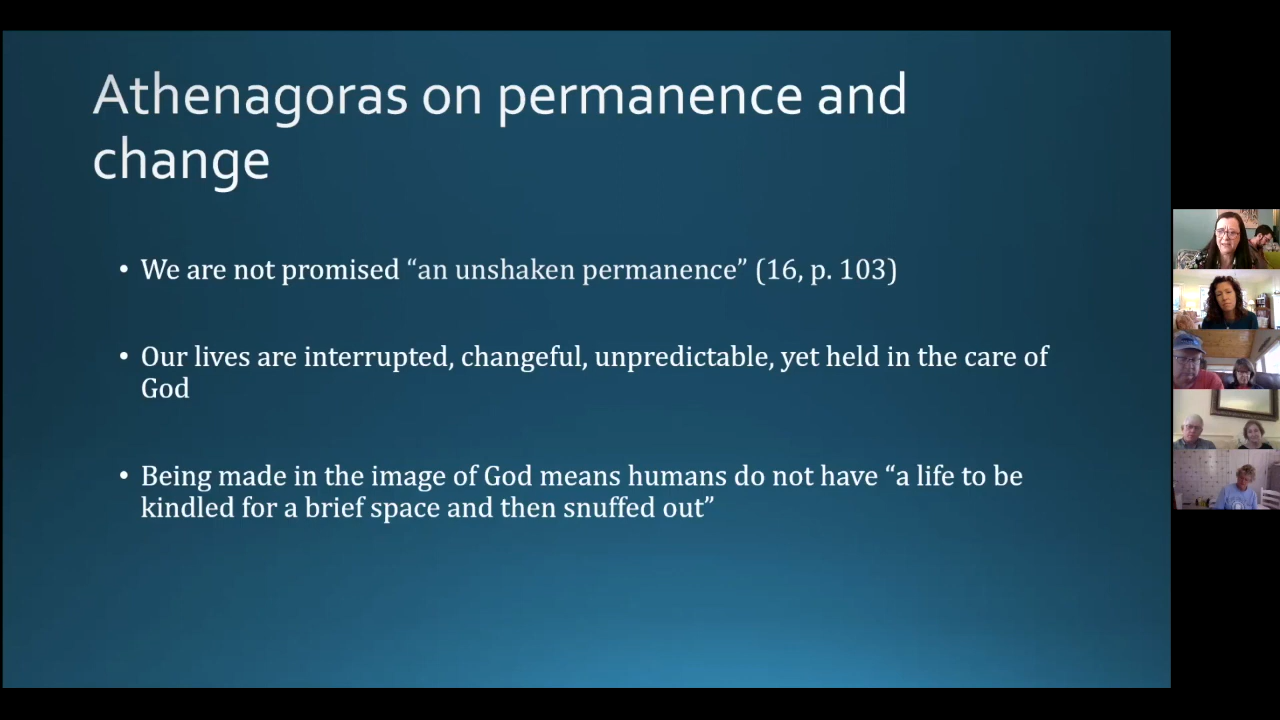 Athenagoras on permanence and
change
• We are not promised “an unshaken permanence” (16, p. 103)
• Our lives are interrupted, changeful, unpredictable, yet held in the care of
God
• Being made in the image of God means humans do not have “a life to be
kindled for a brief space and then snuffed out”